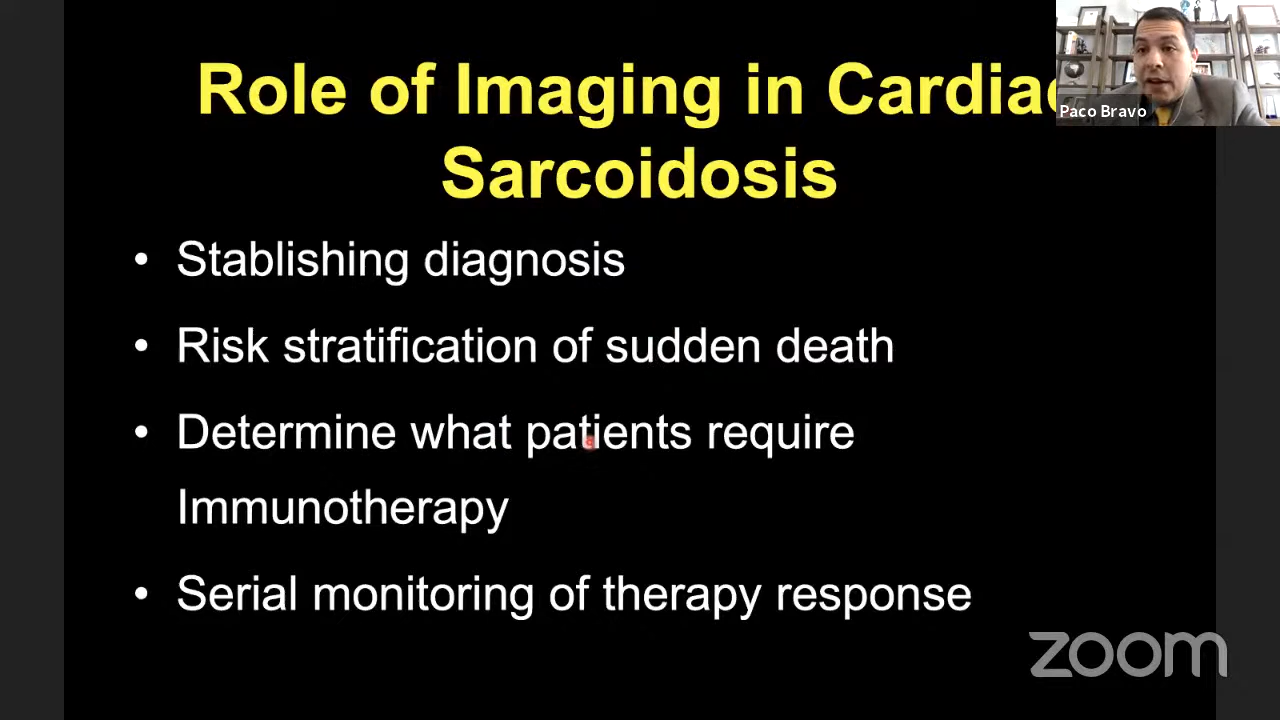 Role of Imaging in Cardiac
Sarcoidosis
Paco Bravo
• Stablishing diagnosis
• Risk stratification of sudden death
• Determine what patients require
Immunotherapy
• Serial monitoring of therapy response
zoom